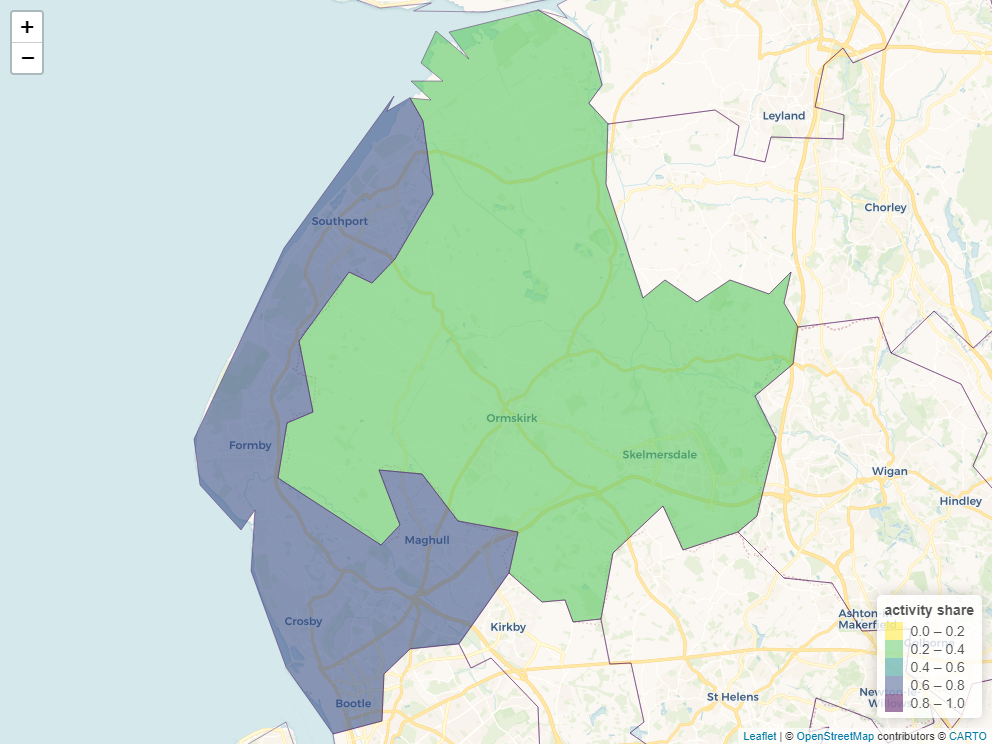 +
−
Leyland
Chorley
Southport
Ormskirk
Formby
Skelmersdale
Wigan
Hindley
Maghull
Crosby
Kirkby
Bootle
St Helens
Ashton
Makerfield
activity share
0.0 – 0.2
0.2 – 0.4
0.4 – 0.6
0.6 – 0.8
0.8 – 1.0
Leaflet | © OpenStreetMap contributors © CARTO